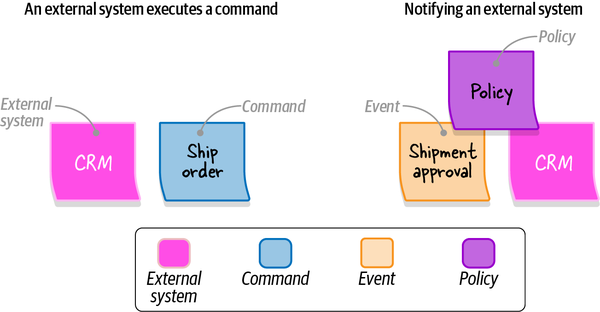 An external system executes a command
Notifying an external system
Policy
External
system
Command
Event
Policy
CRM
Ship
order
Shipment
approval
CRM
External
system
Command
Event
Policy